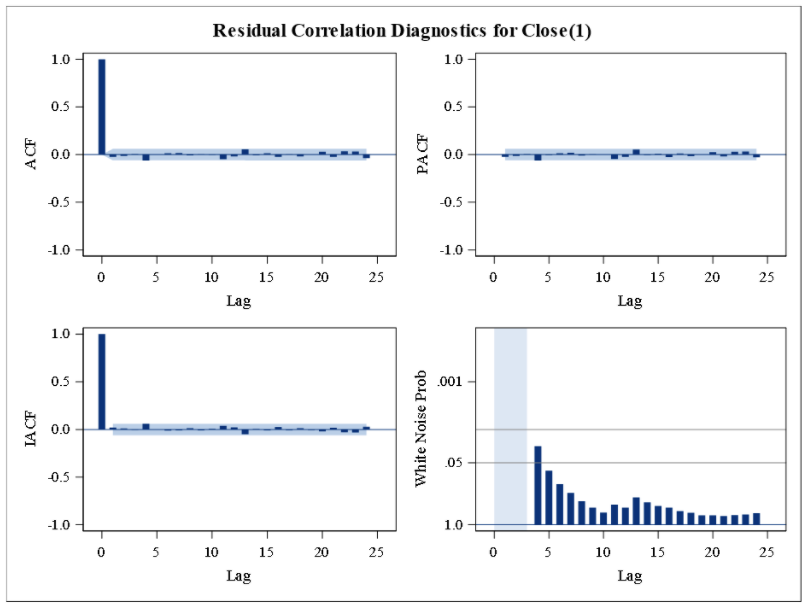 Residual Correlation Diagnostics for Close(1)
1.0
0.5
0.0
-0.5
-1.0
ACF
0 5 10 15 20 25
Lag
1.0
0.5
0.0
-0.5
-1.0
PACF
0 5 10 15 20 25
Lag
1.0
0.5
0.0
-0.5
-1.0
IACF
0 5 10 15 20 25
Lag
.001
.05
1.0
White Noise Prob
0 5 10 15 20 25
Lag